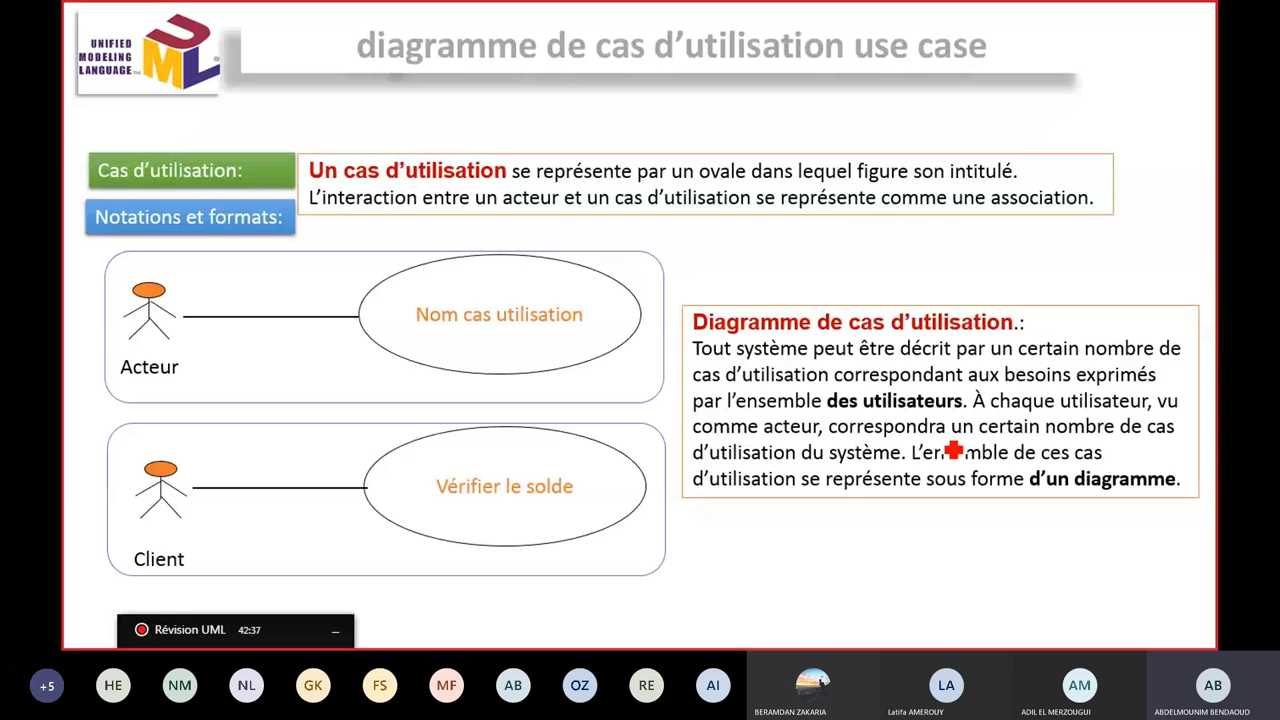 UNIFIED
MODELING
LANGUAGE™
UML®
diagramme de cas d’utilisation use case
Cas d’utilisation:
Notations et formats:
Un cas d’utilisation se représente par un ovale dans lequel figure son intitulé.
L’interaction entre un acteur et un cas d’utilisation se représente comme une association.
Nom cas utilisation
Acteur
Vérifier le solde
Client
Diagramme de cas d’utilisation.:
Tout système peut être décrit par un certain nombre de
cas d’utilisation correspondant aux besoins exprimés
par l’ensemble des utilisateurs. À chaque utilisateur, vu
comme acteur, correspondra un certain nombre de cas
d’utilisation du système. L’ensemble de ces cas
d’utilisation se représente sous forme d’un diagramme.
Révision UML 42:37
+5 HE NM NL GK FS MF AB OZ RE AI LA AM AB
BERAMDAN ZAKARIA Latifa AMEROUY ADIL EL MERZOUGUI ABDELMOUNIM BENDAOUD